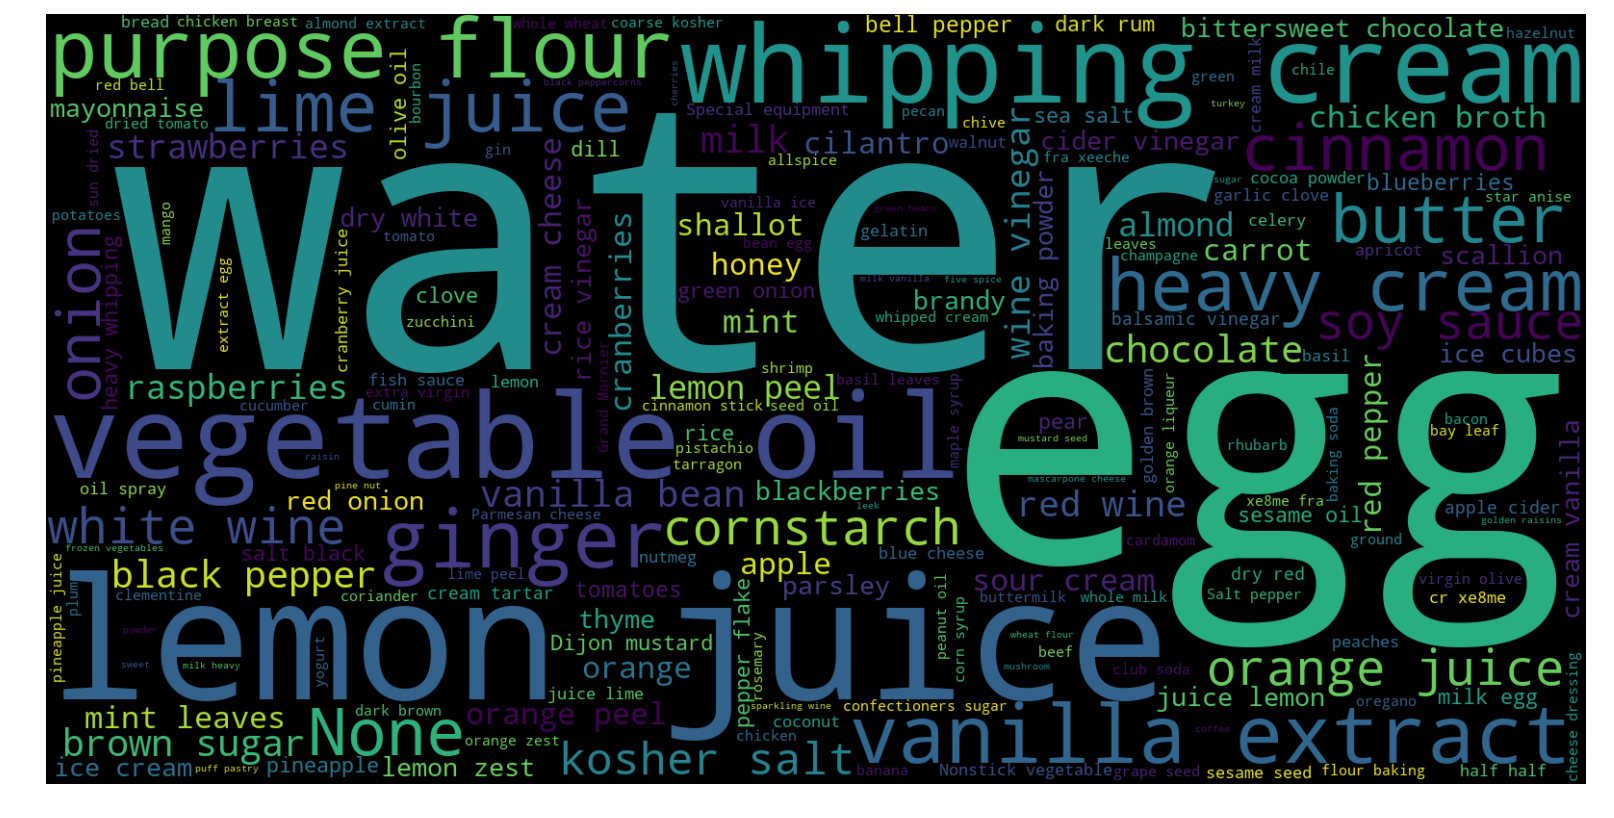 bread chicken breast
almond extract
whole wheat
coarse kosher
bell pepper
dark rum
bittersweet chocolate
hazelnut
purpose flour
whipping cream
red bell
olive oil
bourbon
black peppercorns
cherries
green
cream milk
chile
turkey
mayonnaise
lime juice
Special equipment
pecan
chive
sea salt
chicken broth
dried tomato
sun dried
strawberries
gin
dill
milk
cilantro
walnut
wine vinegar
cider vinegar
cinnamon
allspice
fra xeeche
water
cream cheese
sugar
cocoa powder
blueberries
garlic clove
star anise
potatoes
mango
dry white
tomato
rice vinegar
cranberries
vanilla ice
green beans
shallot
bean egg
gelatin
baking powder
almond
celery
butter
onion
heavy whipping
extract egg
cranberry juice
leaves
champagne
carrot
apricot
scallion
honey
milk vanilla
five spice
green onion
clove
zucchini
brandy
whipped cream
mint
heavy cream
balsamic vinegar
soy sauce
Grand Marnier
chocolate
basil
ice cubes
raspberries
fish sauce
extra virgin
lemon
shrimp
lemon peel
basil leaves
maple syrup
egg
golden brown
orange liqueur
red pepper
cucumber
cumin
cinnamon stick seed oil
vegetable oil
raisin
rice
pistachio
tarragon
pear
mustard seed
rhubarb
baking soda
bacon
bay leaf
cream vanilla
oil spray
pine nut
red onion
vanilla bean
blackberries
mascarpone cheese
red wine
xe8me fra
sesame oil
apple cider
golden raisins
white wine
ginger
Parmesan cheese
cornstarch
leek
ground
cardamom
frozen vegetables
salt black
nutmeg
blue cheese
pineapple juice
plum
black pepper
lime peel
apple
sour cream
dry red
virgin olive
clementine
coriander
cream tartar
tomatoes
parsley
peanut oil
corn syrup
buttermilk
whole milk
Salt pepper
cr xe8me
lemon juice
powder
sweet
milk heavy
yogurt
thyme
Dijon mustard
pepper flake
rosemary
wheat flour
beef
mushroom
club soda
peaches
orange
orange juice
cheese dressing
juice lime
juice lemon
oregano
milk egg
mint leaves
dark brown
None
orange peel
sparkling wine
confectioners sugar
coconut
chicken
vanilla extract
coffee
brown sugar
orange zest
kosher salt
ice cream
puff pastry
pineapple
lemon zest
banana
Nonstick vegetable
grape seed
sesame seed
flour baking
half half